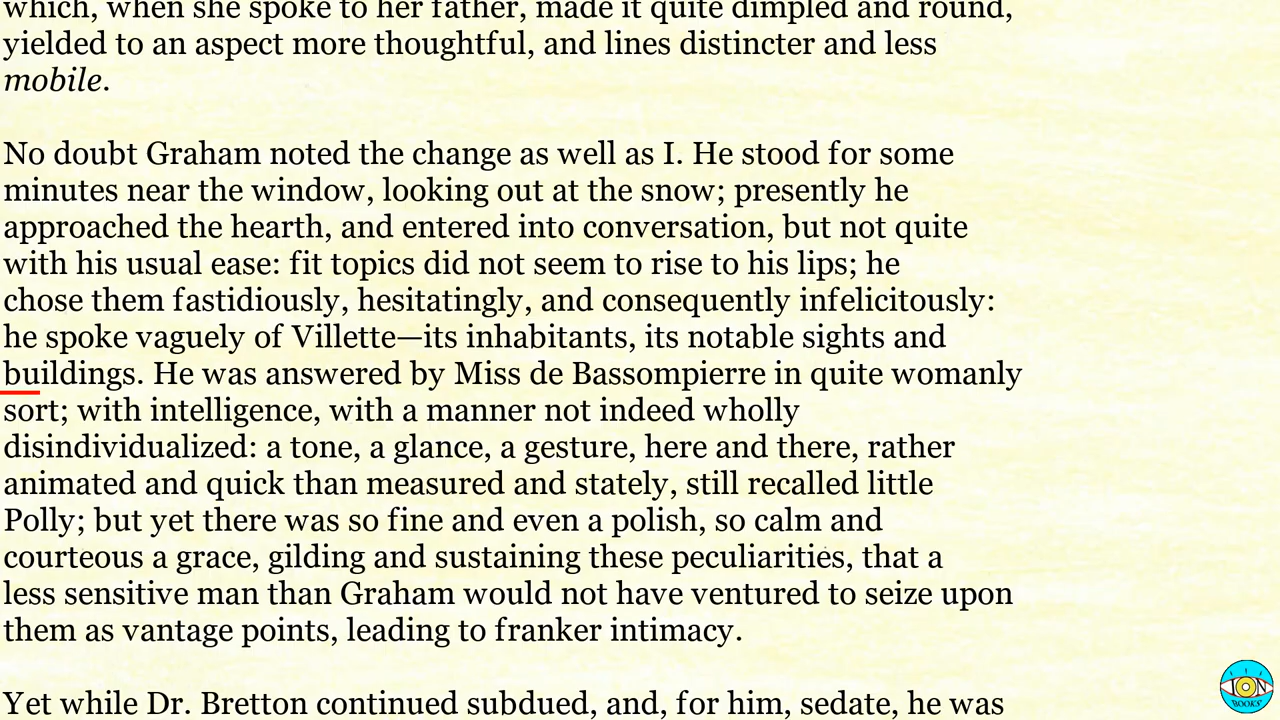 which, when she spoke to her father, made it quite dimpled and round,
yielded to an aspect more thoughtful, and lines distincter and less
mobile.
No doubt Graham noted the change as well as I. He stood for some
minutes near the window, looking out at the snow; presently he
approached the hearth, and entered into conversation, but not quite
with his usual ease: fit topics did not seem to rise to his lips; he
chose them fastidiously, hesitatingly, and consequently infelicitously:
he spoke vaguely of Villette—its inhabitants, its notable sights and
buildings. He was answered by Miss de Bassompierre in quite womanly
sort; with intelligence, with a manner not indeed wholly
disindividualized: a tone, a glance, a gesture, here and there, rather
animated and quick than measured and stately, still recalled little
Polly; but yet there was so fine and even a polish, so calm and
courteous a grace, gilding and sustaining these peculiarities, that a
less sensitive man than Graham would not have ventured to seize upon
them as vantage points, leading to franker intimacy.
Yet while Dr. Bretton continued subdued, and, for him, sedate, he was
ION
BOOKS